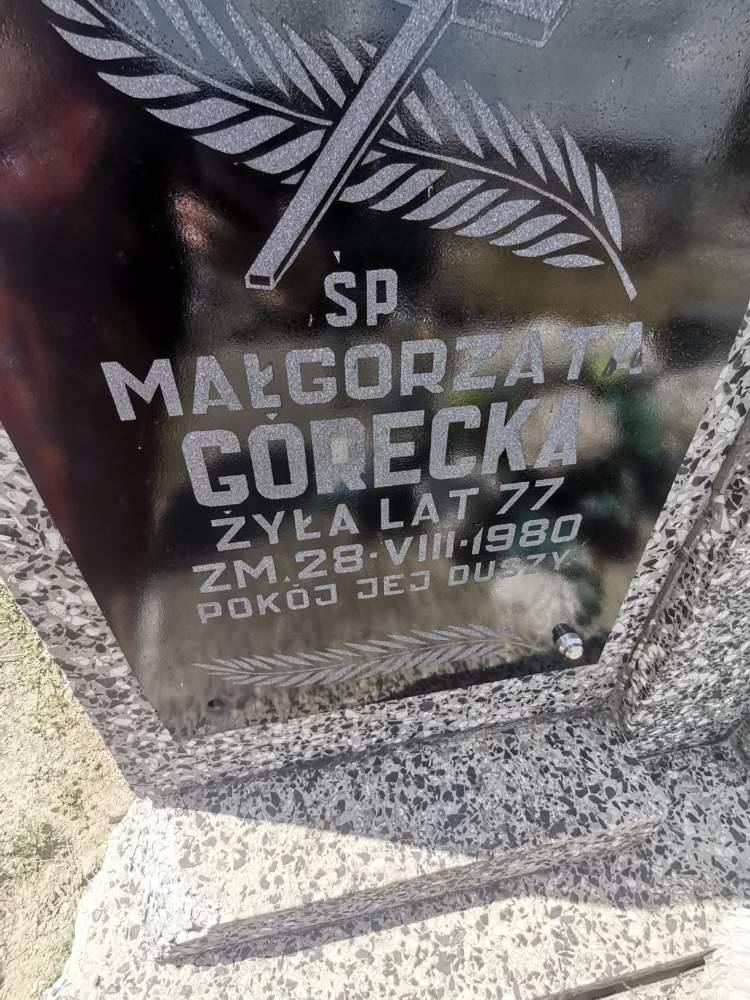 ŚP
MAŁGORZATA
GÓRECKA
ŻYŁA LAT 77
ZM. 28-VIII-1980
POKÓJ JEJ DUSZY